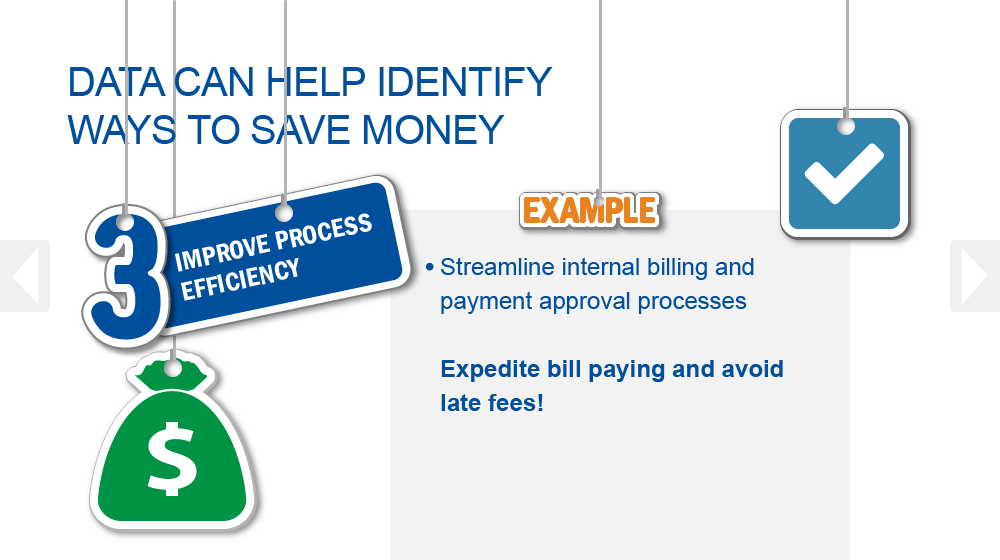 DATA CAN HELP IDENTIFY
WAYS TO SAVE MONEY
3
IMPROVE PROCESS
EFFICIENCY
$
EXAMPLE
• Streamline internal billing and
payment approval processes
Expedite bill paying and avoid
late fees!